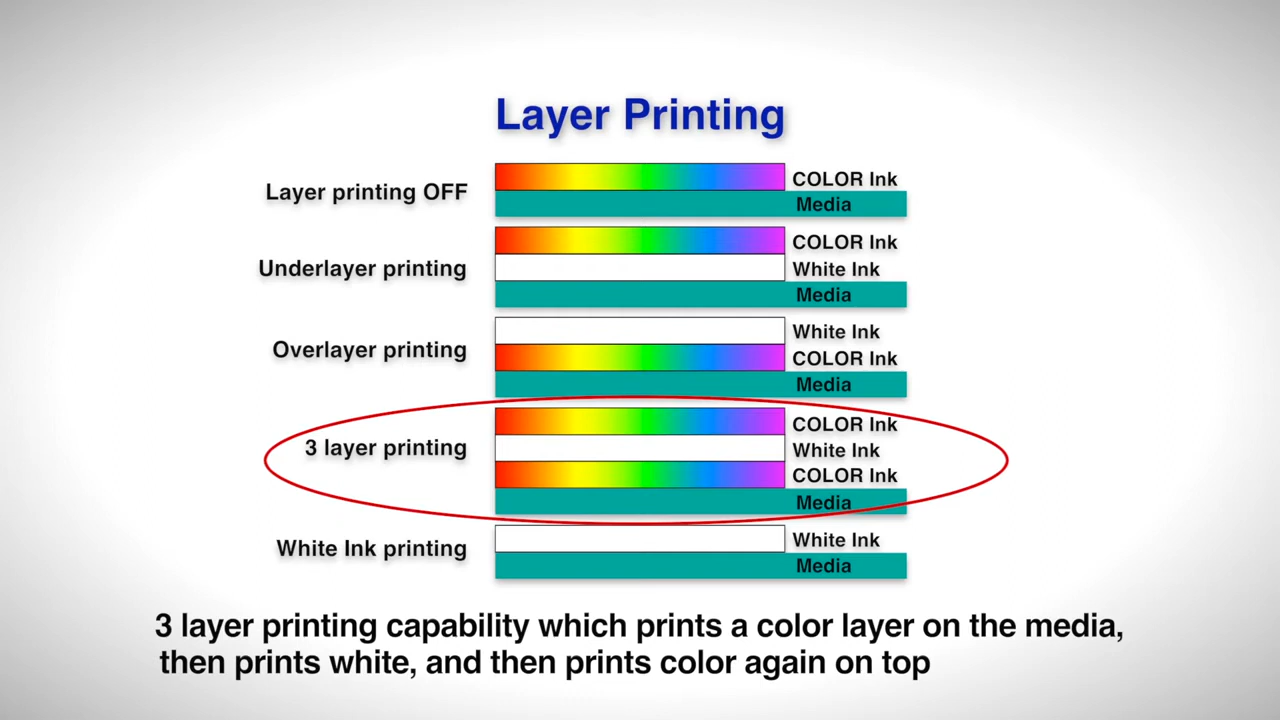 Layer Printing
Layer printing OFF
COLOR Ink
Media
Underlayer printing
COLOR Ink
White Ink
Media
Overlayer printing
White Ink
COLOR Ink
Media
3 layer printing
COLOR Ink
White Ink
COLOR Ink
Media
White Ink printing
White Ink
Media
3 layer printing capability which prints a color layer on the media,
then prints white, and then prints color again on top